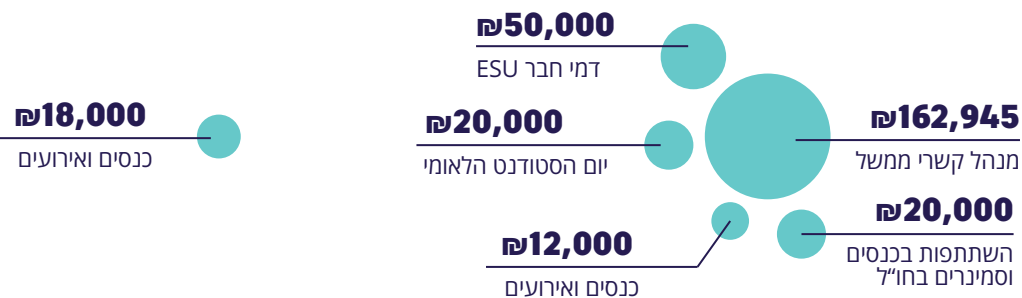 ₪50,000
דמי חבר ESU
₪162,945
מנהל קשרי ממשל
₪20,000
יום הסטודנט הלאומי
₪18,000
כנסים ואירועים
₪20,000
השתתפות בכנסים
וסמינרים בחו"ל
₪12,000
כנסים ואירועים